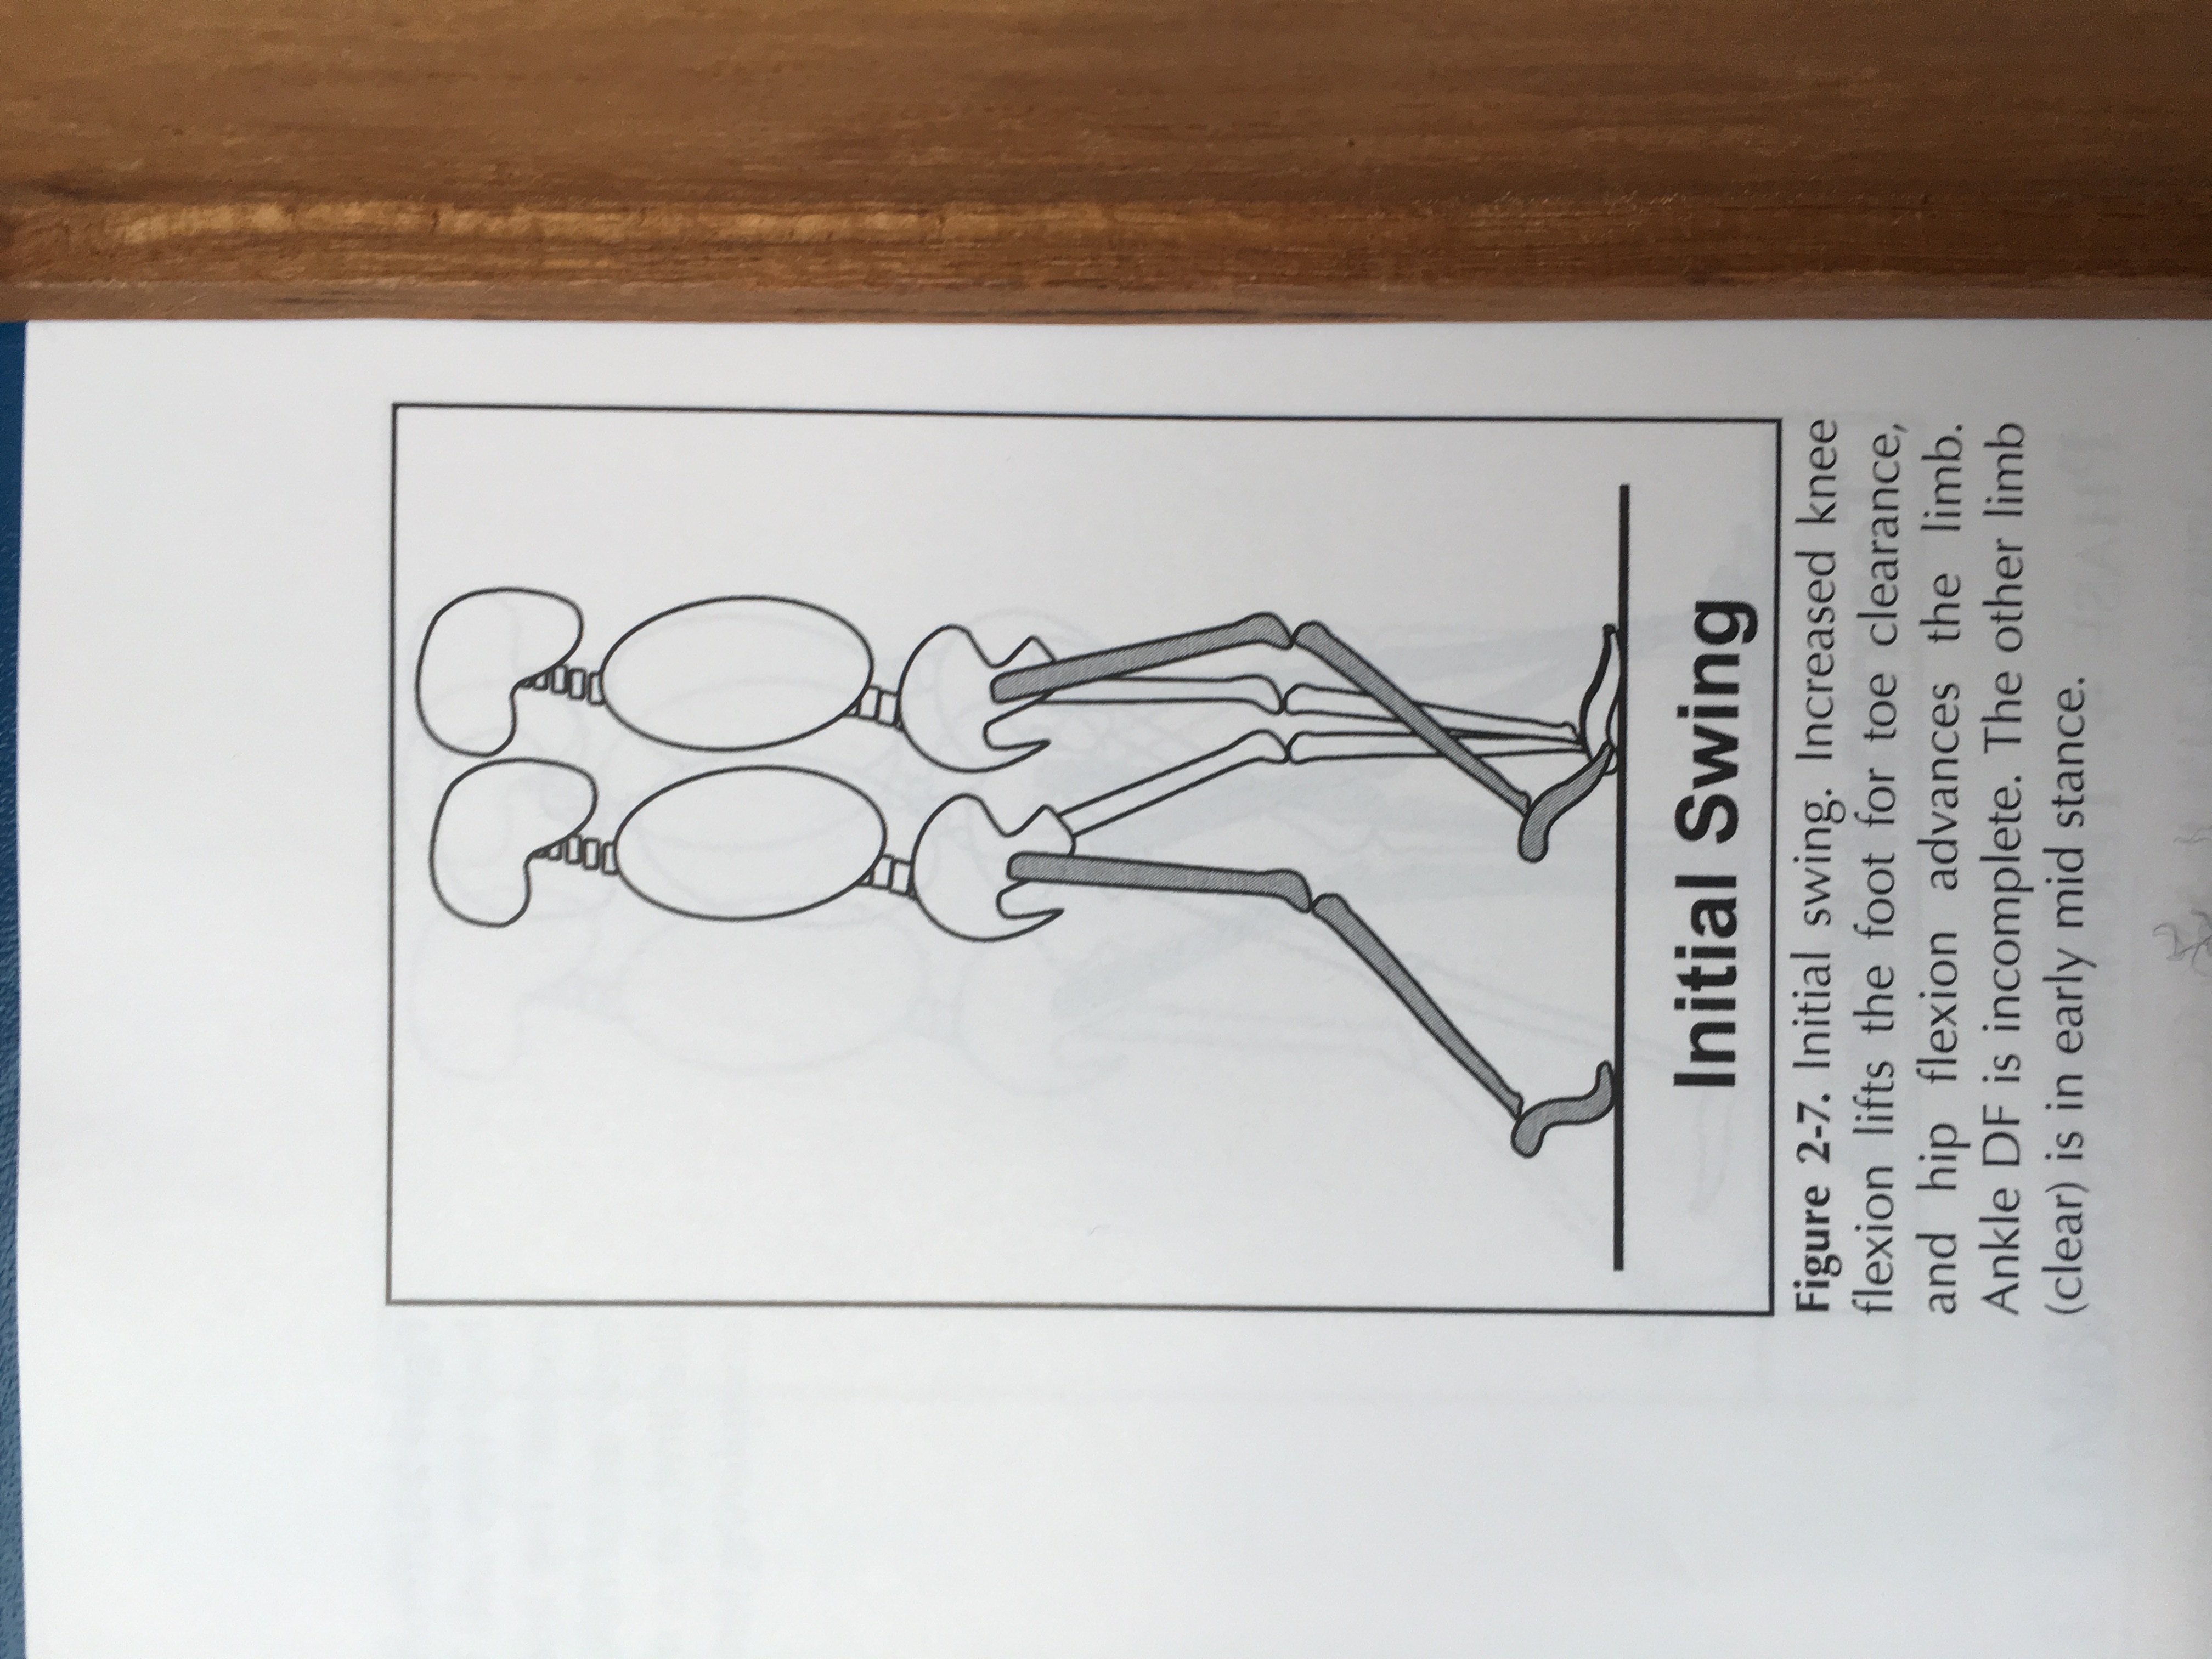 Initial Swing
Figure 2-7. Initial swing. Increased knee
flexion lifts the foot for toe clearance,
and hip flexion advances the limb.
Ankle DF is incomplete. The other limb
(clear) is in early mid stance.